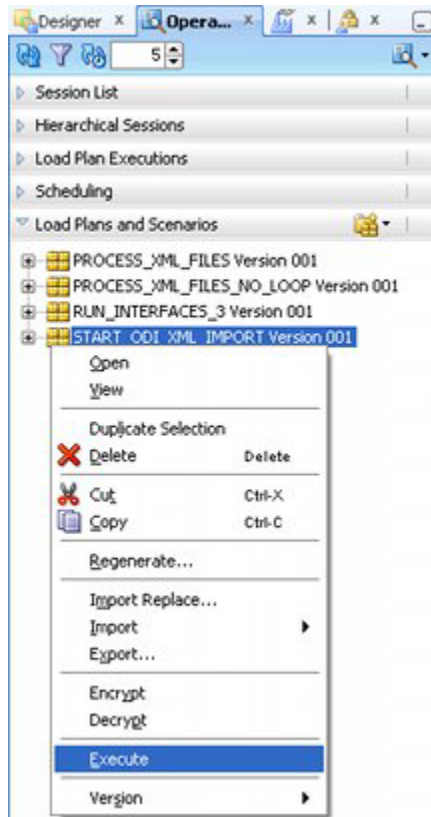 Designer Opera...
5
Session List
Hierarchical Sessions
Load Plan Executions
Scheduling
Load Plans and Scenarios
PROCESS_XML_FILES Version 001
PROCESS_XML_FILES_NO_LOOP Version 001
RUN_INTERFACES_3 Version 001
START_ODI_XML_IMPORT Version 001
Open
View
Duplicate Selection
Delete Delete
Cut Ctrl-X
Copy Ctrl-C
Regenerate...
Import Replace...
Import
Export...
Encrypt
Decrypt
Execute
Version